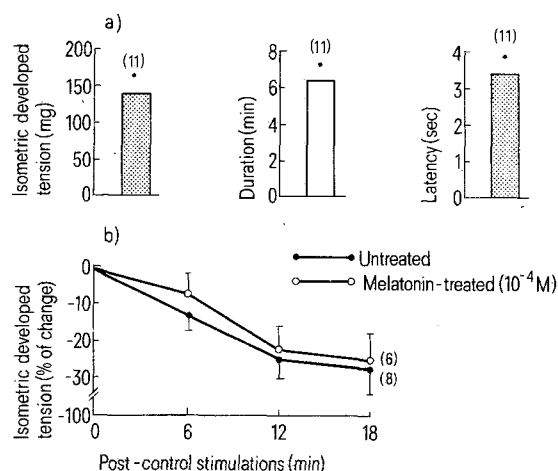 a)
Isometric developed
tension (mg)
200
150
100
50
0
(11)
Duration (min)
8
6
4
2
0
(11)
Latency (sec)
4
3
2
1
0
(11)
b)
Isometric developed
tension (% of change)
0
-10
-20
-30
-100
Untreated
Melatonin-treated (10⁻⁴M)
(6)
(8)
0 6 12 18
Post-control stimulations (min)